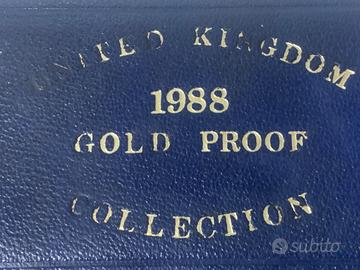 UNITED KINGDOM
1988
GOLD PROOF
COLLECTION
subito